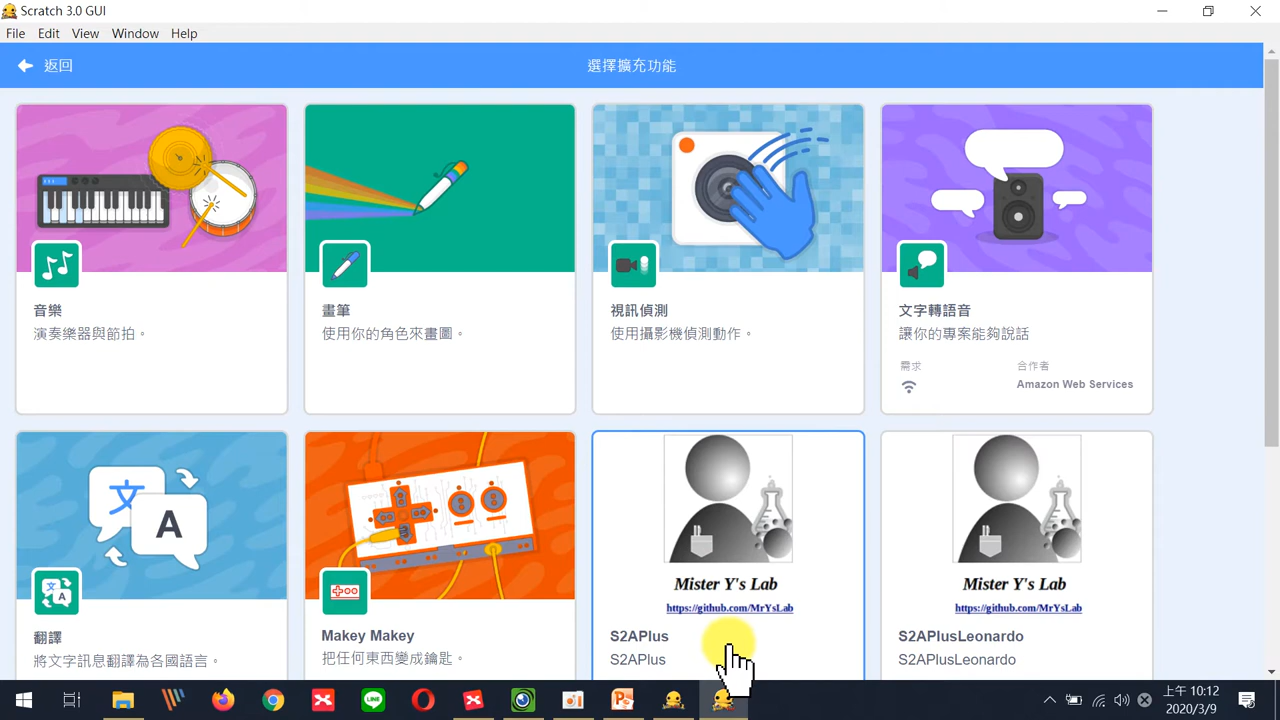 Scratch 3.0 GUI
File Edit View Window Help
返回
選擇擴充功能
音樂
演奏樂器與節拍。
畫筆
使用你的角色來畫圖。
視訊偵測
使用攝影機偵測動作。
文字轉語音
讓你的專案能夠說話
需求
合作者
Amazon Web Services
文
A
文
A
翻譯
將文字訊息翻譯為各國語言。
Makey Makey
把任何東西變成鑰匙。
Mister Y's Lab
https://github.com/MrYsLab
S2APlus
S2APlus
Mister Y's Lab
https://github.com/MrYsLab
S2APlusLeonardo
S2APlusLeonardo
LINE
上午 10:12
2020/3/9